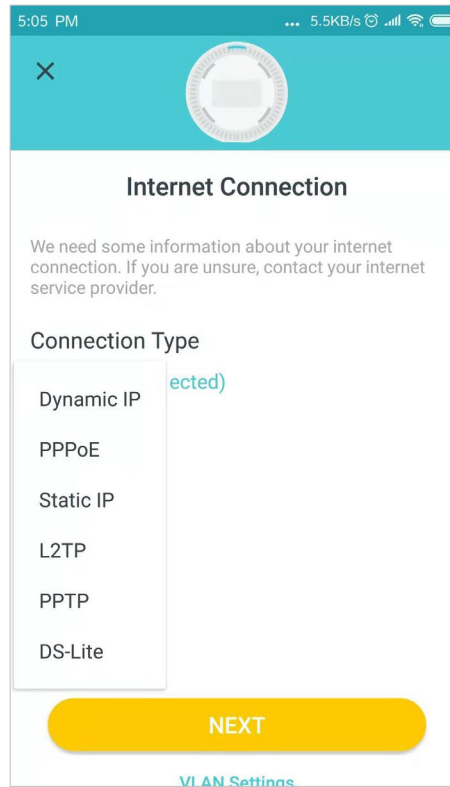 5:05 PM ... 5.5KB/s
Internet Connection
We need some information about your internet
connection. If you are unsure, contact your internet
service provider.
Connection Type
ected)
Dynamic IP
PPPoE
Static IP
L2TP
PPTP
DS-Lite
NEXT
VLAN Settings